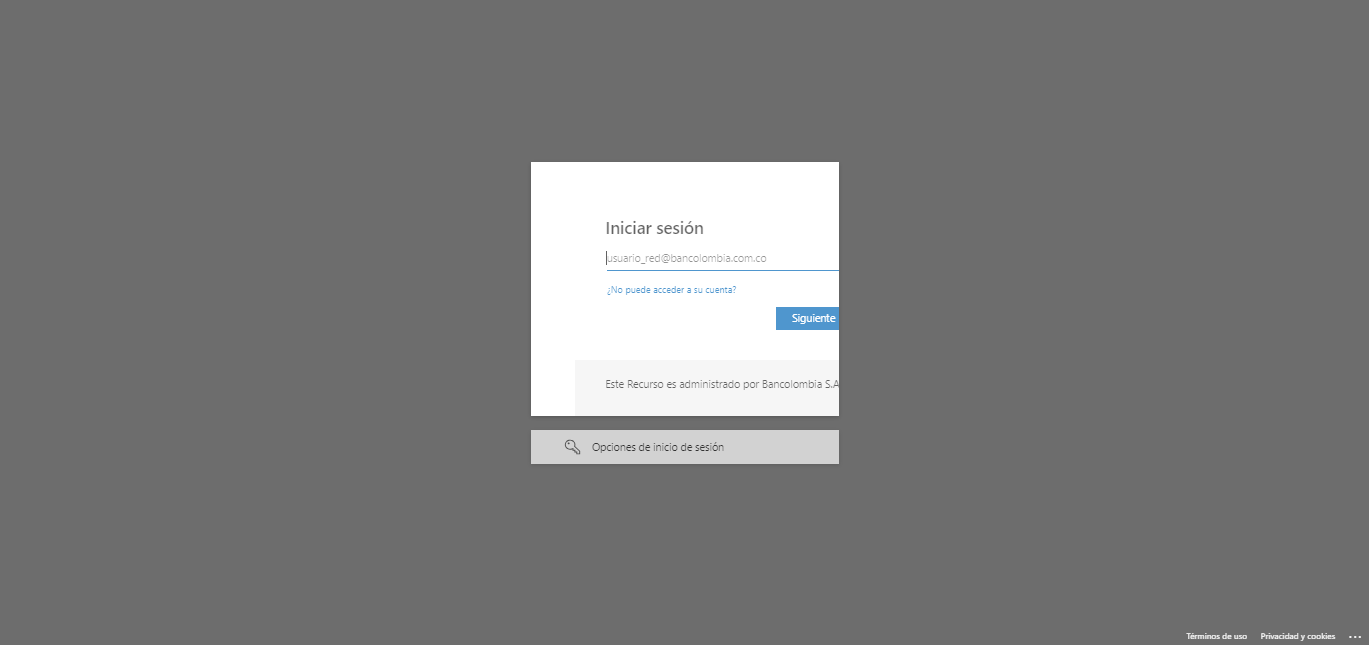 Iniciar sesión
usuario_red@bancolombia.com.co
¿No puede acceder a su cuenta?
Siguiente
Este Recurso es administrado por Bancolombia S.A
Opciones de inicio de sesión
Términos de uso Privacidad y cookies ...